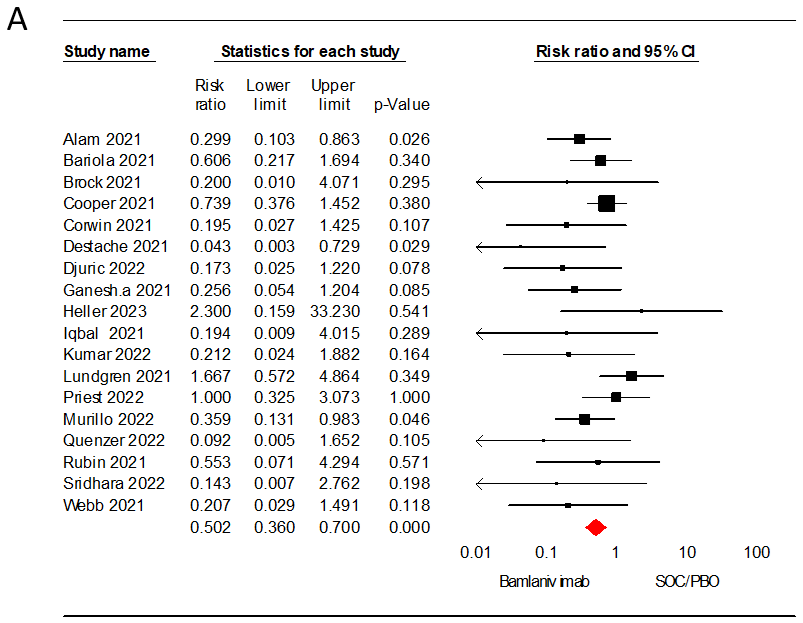 A
Study name Statistics for each study Risk ratio and 95% CI
Risk Lower Upper
ratio limit limit p-Value
Alam 2021 0.299 0.103 0.863 0.026
Bariola 2021 0.606 0.217 1.694 0.340
Brock 2021 0.200 0.010 4.071 0.295
Cooper 2021 0.739 0.376 1.452 0.380
Corwin 2021 0.195 0.027 1.425 0.107
Destache 2021 0.043 0.003 0.729 0.029
Djuric 2022 0.173 0.025 1.220 0.078
Ganesh.a 2021 0.256 0.054 1.204 0.085
Heller 2023 2.300 0.159 33.230 0.541
Iqbal 2021 0.194 0.009 4.015 0.289
Kumar 2022 0.212 0.024 1.882 0.164
Lundgren 2021 1.667 0.572 4.864 0.349
Priest 2022 1.000 0.325 3.073 1.000
Murillo 2022 0.359 0.131 0.983 0.046
Quenzer 2022 0.092 0.005 1.652 0.105
Rubin 2021 0.553 0.071 4.294 0.571
Sridhara 2022 0.143 0.007 2.762 0.198
Webb 2021 0.207 0.029 1.491 0.118
0.502 0.360 0.700 0.000
0.01 0.1 1 10 100
Bamlanivimab SOC/PBO